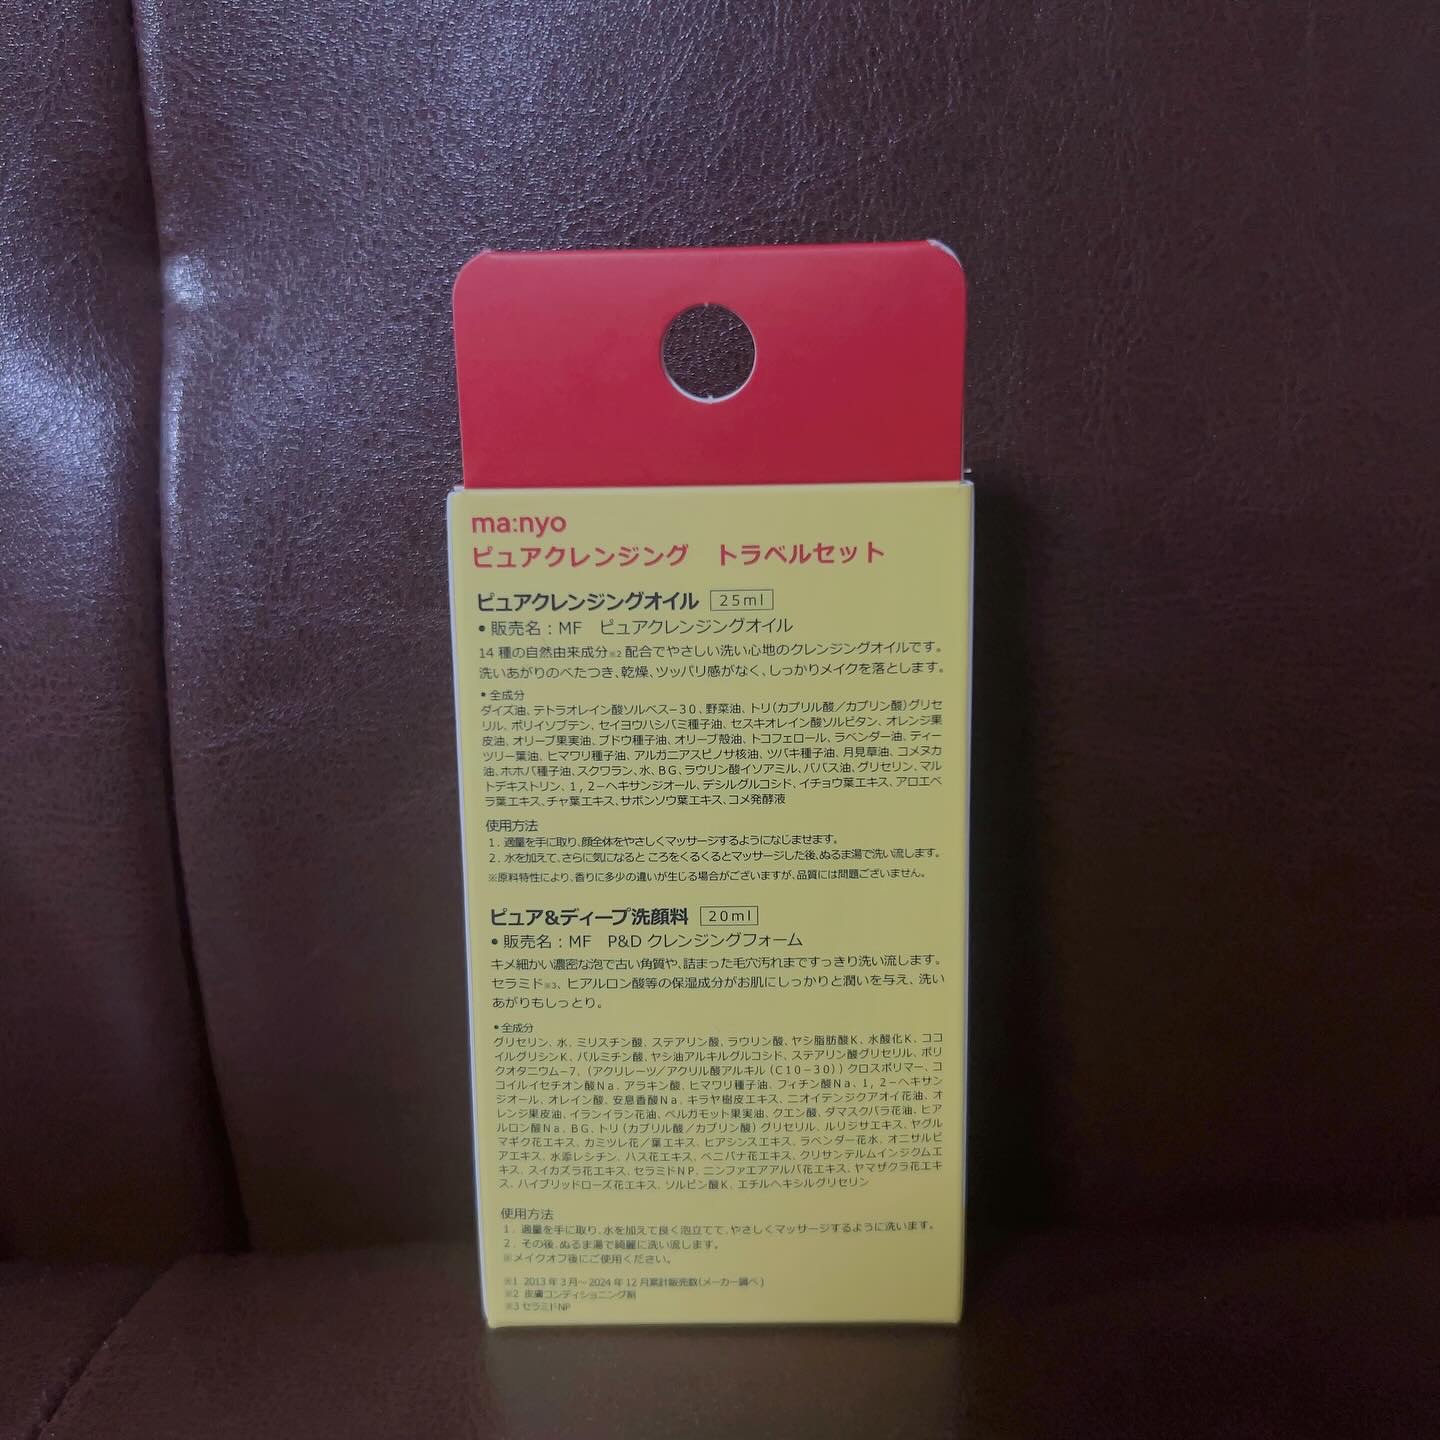 ma:nyo
ピュアクレンジング トラベルセット
ピュアクレンジングオイル 25ml
• 販売名：MF ピュアクレンジングオイル
14 種の自然由来成分※2 配合でやさしい洗い心地のクレンジングオイルです。
洗いあがりのべたつき、乾燥、ツッパリ感がなく、しっかりメイクを落とします。
• 全成分
ダイズ油、テトラオレイン酸ソルベス－30、野菜油、トリ（カプリル酸／カプリン酸）グリセ
リル、ポリイソブテン、セイヨウハシバミ種子油、セスキオレイン酸ソルビタン、オレンジ果
皮油、オリーブ果実油、ブドウ種子油、オリーブ殻油、トコフェロール、ラベンダー油、ティー
ツリー葉油、ヒマワリ種子油、アルガニアスピノサ核油、ツバキ種子油、月見草油、コメヌカ
油、ホホバ種子油、スクワラン、水、BG、ラウリン酸イソアミル、ババス油、グリセリン、マル
トデキストリン、1，2－ヘキサンジオール、デシルグルコシド、イチョウ葉エキス、アロエベ
ラ葉エキス、チャ葉エキス、サボンソウ葉エキス、コメ発酵液
使用方法
1．適量を手に取り、顔全体をやさしくマッサージするようになじませます。
2．水を加えて、さらに気になると ころをくるくるとマッサージした後、ぬるま湯で洗い流します。
※原料特性により、香りに多少の違いが生じる場合がございますが、品質には問題ございません。
ピュア&ディープ洗顔料 20ml
• 販売名：MF P&D クレンジングフォーム
キメ細かい濃密な泡で古い角質や、詰まった毛穴汚れまですっきり洗い流します。
セラミド※3、ヒアルロン酸等の保湿成分がお肌にしっかりと潤いを与え、洗い
あがりもしっとり。
• 全成分
グリセリン、水、ミリスチン酸、ステアリン酸、ラウリン酸、ヤシ脂肪酸K、水酸化K、ココ
イルグリシンK、パルミチン酸、ヤシ油アルキルグルコシド、ステアリン酸グリセリル、ポリ
クオタニウム－7、（アクリレーツ／アクリル酸アルキル（C10－30））クロスポリマー、コ
コイルイセチオン酸Na、アラキン酸、ヒマワリ種子油、フィチン酸Na、1，2－ヘキサ
ンジオール、オレイン酸、安息香酸Na、キラヤ樹皮エキス、ニオイテンジクアオイ花油、オ
レンジ果皮油、イランイラン花油、ベルガモット果実油、クエン酸、ダマスクバラ花油、ヒア
ルロン酸Na、BG、トリ（カプリル酸／カプリン酸）グリセリル、ルリジサエキス、ヤグル
マギク花エキス、カミツレ花／葉エキス、ヒアシンスエキス、ラベンダー花水、オニサルビ
アエキス、水添レシチン、ハス花エキス、ベニバナ花エキス、クリサンテルムインジクムエ
キス、スイカズラ花エキス、セラミドNP、ニンファエアアルバ花エキス、ヤマザクラ花エキ
ス、ハイブリッドローズ花エキス、ソルビン酸K、エチルヘキシルグリセリン
使用方法
1．適量を手に取り、水を加えて良く泡立てて、やさしくマッサージするように洗います。
2．その後、ぬるま湯で綺麗に洗い流します。
※メイクオフ後にご使用ください。
※1 2013 年 3 月～ 2024 年 12 月累計販売数（メーカー調べ）
※2 皮膚コンディショニング剤
※3 セラミドNP